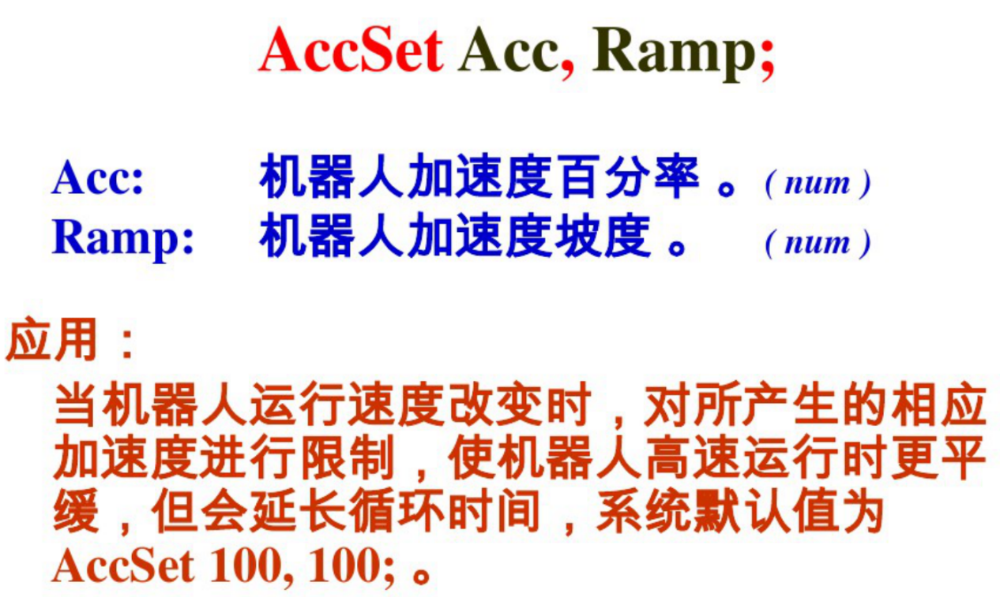 AccSet Acc, Ramp;
Acc: 机器人加速度百分率 。( num )
Ramp: 机器人加速度坡度 。 ( num )
应用：
当机器人运行速度改变时，对所产生的相应
加速度进行限制，使机器人高速运行时更平
缓，但会延长循环时间，系统默认值为
AccSet 100, 100; 。